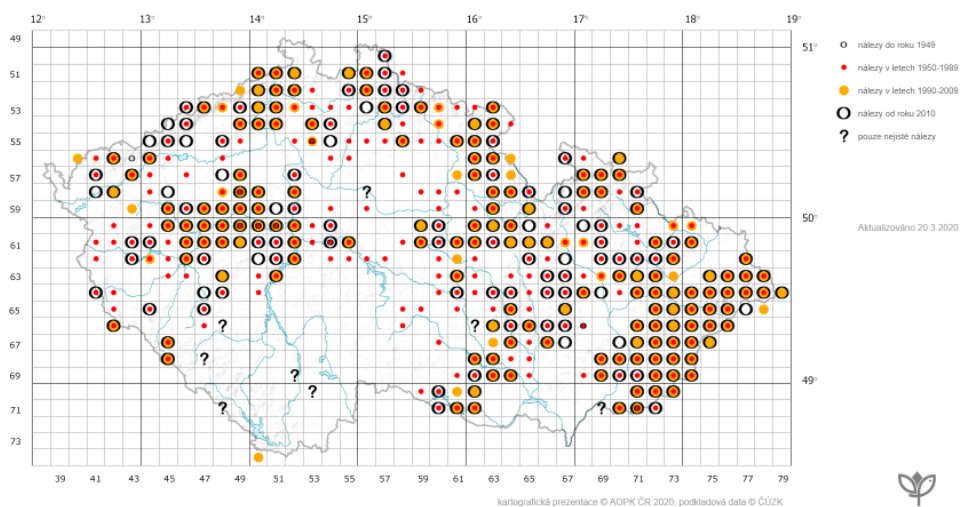 12° 13° 14° 15° 16° 17° 18° 19°
49
51°
nálezy do roku 1949
51
nálezy v letech 1950-1989
nálezy v letech 1990-2009
53
nálezy od roku 2010
55
? pouze nejisté nálezy
57
?
59
50°
Aktualizováno 20.3.2020
61
63
65
? ?
67
?
69
?
49°
?
71
? ?
73
39 41 43 45 47 49 51 53 55 57 59 61 63 65 67 69 71 73 75 77 79
kartografická prezentace © AOPK ČR 2020, podkladová data © ČÚZK